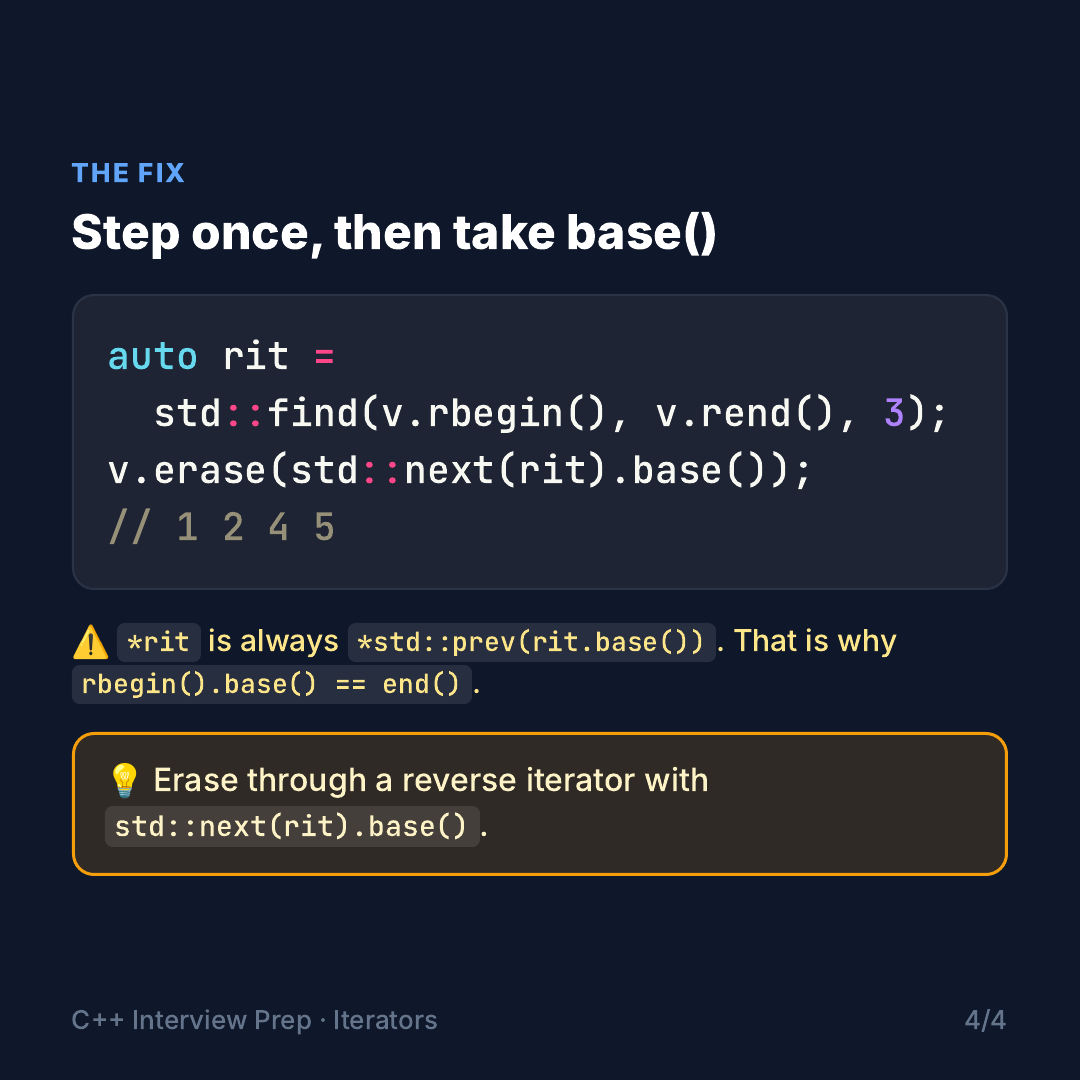 THE FIX
Step once, then take base()
auto rit =
  std::find(v.rbegin(), v.rend(), 3);
v.erase(std::next(rit).base());
// 1 2 4 5
⚠️ *rit is always *std::prev(rit.base()). That is why
rbegin().base() == end().
💡 Erase through a reverse iterator with
std::next(rit).base().
C++ Interview Prep · Iterators
4/4